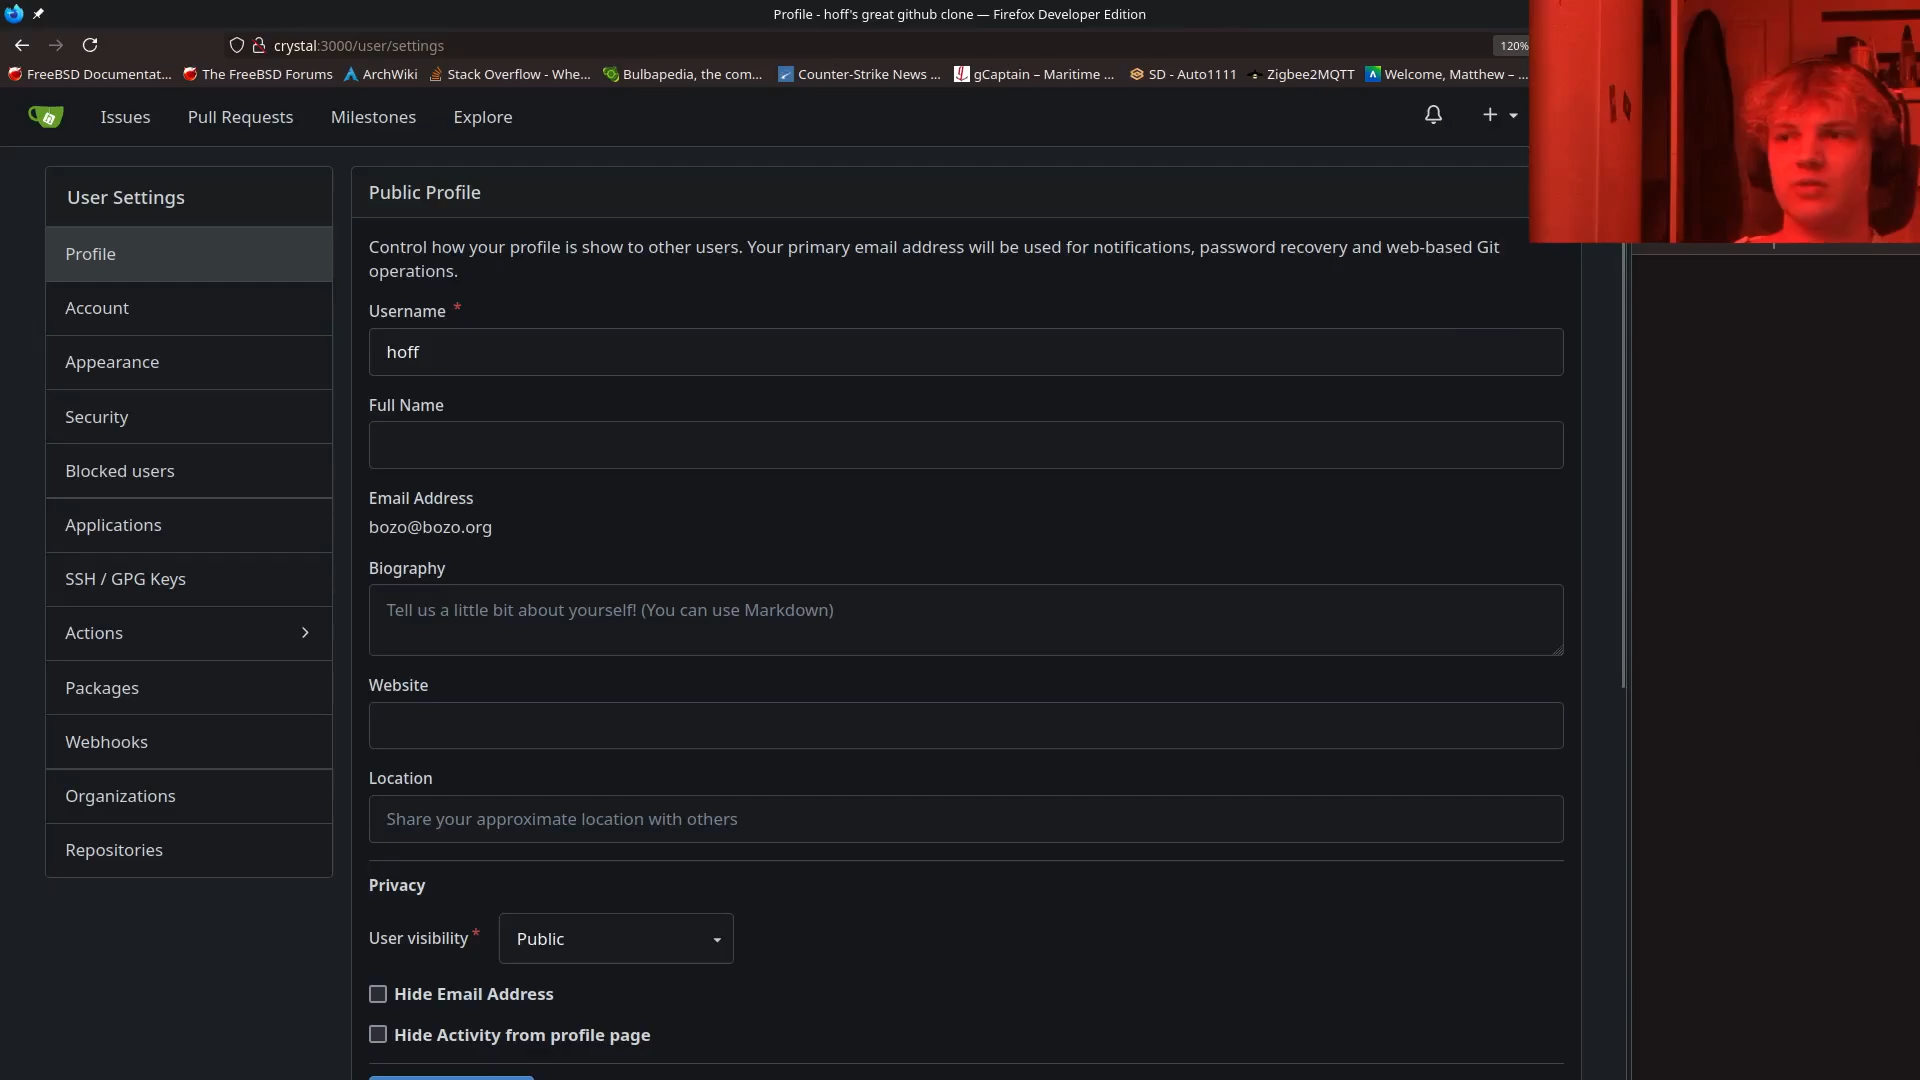 Profile - hoff's great github clone — Firefox Developer Edition
crystal:3000/user/settings
120%
FreeBSD Documentat...
The FreeBSD Forums
ArchWiki
Stack Overflow - Whe...
Bulbapedia, the com...
Counter-Strike News ...
gCaptain – Maritime ...
SD - Auto1111
Zigbee2MQTT
Welcome, Matthew – ...
Issues
Pull Requests
Milestones
Explore
User Settings
Profile
Account
Appearance
Security
Blocked users
Applications
SSH / GPG Keys
Actions
Packages
Webhooks
Organizations
Repositories
Public Profile
Control how your profile is show to other users. Your primary email address will be used for notifications, password recovery and web-based Git
operations.
Username *
hoff
Full Name
Email Address
bozo@bozo.org
Biography
Tell us a little bit about yourself! (You can use Markdown)
Website
Location
Share your approximate location with others
Privacy
User visibility *
Public
Hide Email Address
Hide Activity from profile page